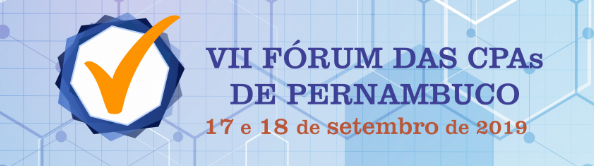 VII FÓRUM DAS CPAs
DE PERNAMBUCO
17 e 18 de setembro de 2019